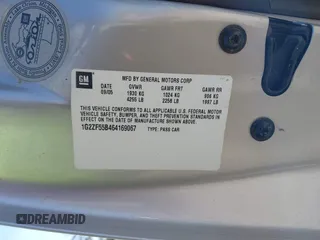 GM
MFD BY GENERAL MOTORS CORP
DATE GVWR GAWR FRT GAWR RR
09/05 1930 KG 1024 KG 906 KG
4255 LB 2258 LB 1997 LB
THIS VEHICLE CONFORMS TO ALL APPLICABLE U.S. FEDERAL MOTOR
VEHICLE SAFETY, BUMPER, AND THEFT PREVENTION STANDARDS
IN EFFECT ON THE DATE OF MANUFACTURE SHOWN ABOVE.
1G2ZF55B464169067 TYPE: PASS CAR
DREAMBID